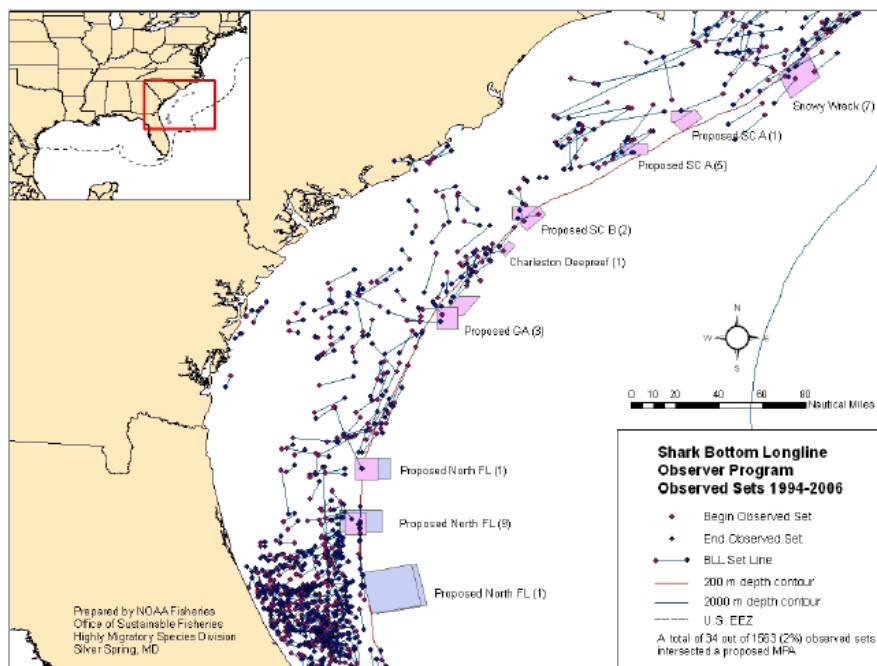 Snowy Wreck (7)
Proposed SC A (1)
Proposed SC A (5)
Proposed SC B (2)
Charleston Deepreef (1)
Proposed GA (3)
N
W E
S
0 10 20 40 60 80
Nautical Miles
Proposed North FL (1)
Proposed North FL (9)
Proposed North FL (1)
Shark Bottom Longline
Observer Program
Observed Sets 1994-2006
Begin Observed Set
End Observed Set
BLL Set Line
200 m depth contour
2000 m depth contour
U.S. EEZ
A total of 34 out of 1563 (2%) observed sets
intersected a proposed MPA
Prepared by NOAA Fisheries
Office of Sustainable Fisheries
Highly Migratory Species Division
Silver Spring, MD